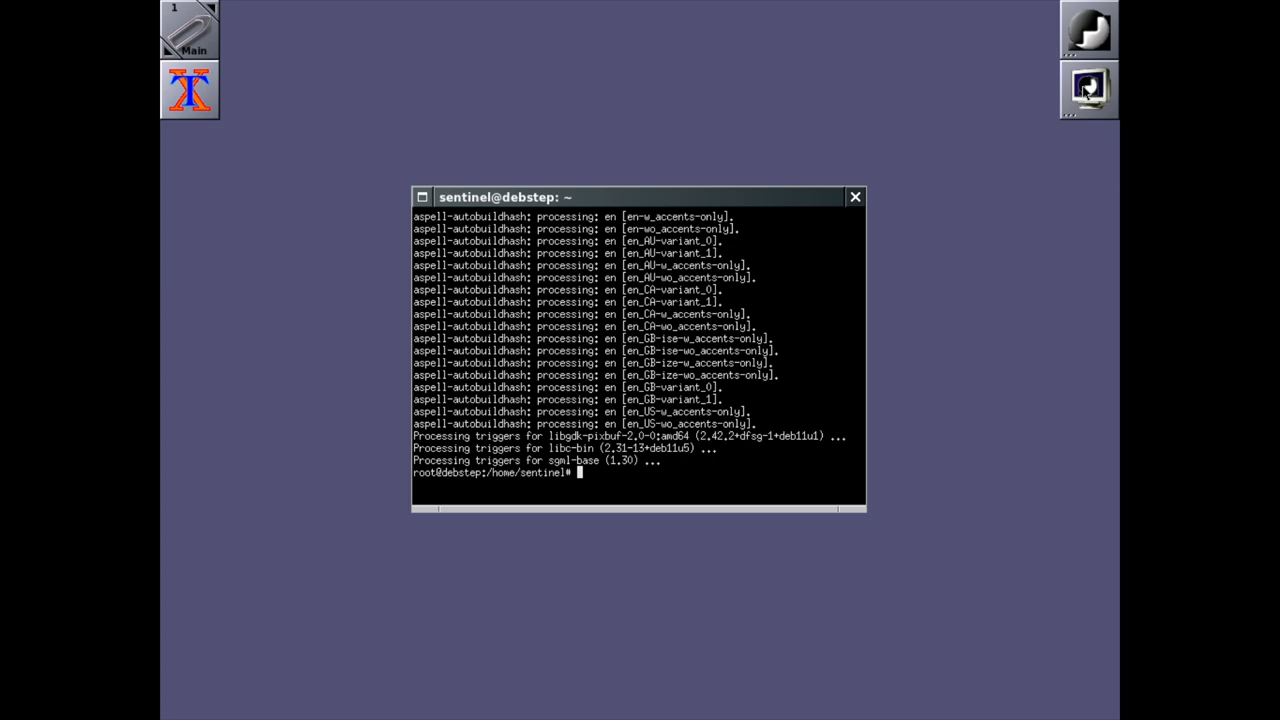 1
Main
sentinel@debstep: ~
aspell-autobuildhash: processing: en [en-w_accents-only].
aspell-autobuildhash: processing: en [en-wo_accents-only].
aspell-autobuildhash: processing: en [en_AU-variant_0].
aspell-autobuildhash: processing: en [en_AU-variant_1].
aspell-autobuildhash: processing: en [en_AU-w_accents-only].
aspell-autobuildhash: processing: en [en_AU-wo_accents-only].
aspell-autobuildhash: processing: en [en_CA-variant_0].
aspell-autobuildhash: processing: en [en_CA-variant_1].
aspell-autobuildhash: processing: en [en_CA-w_accents-only].
aspell-autobuildhash: processing: en [en_CA-wo_accents-only].
aspell-autobuildhash: processing: en [en_GB-ise-w_accents-only].
aspell-autobuildhash: processing: en [en_GB-ise-wo_accents-only].
aspell-autobuildhash: processing: en [en_GB-ize-w_accents-only].
aspell-autobuildhash: processing: en [en_GB-ize-wo_accents-only].
aspell-autobuildhash: processing: en [en_GB-variant_0].
aspell-autobuildhash: processing: en [en_GB-variant_1].
aspell-autobuildhash: processing: en [en_US-w_accents-only].
aspell-autobuildhash: processing: en [en_US-wo_accents-only].
Processing triggers for libgdk-pixbuf-2.0-0:amd64 (2.42.2+dfsg-1+deb11u1) ...
Processing triggers for libc-bin (2.31-13+deb11u5) ...
Processing triggers for sgml-base (1.30) ...
root@debstep:/home/sentinel#